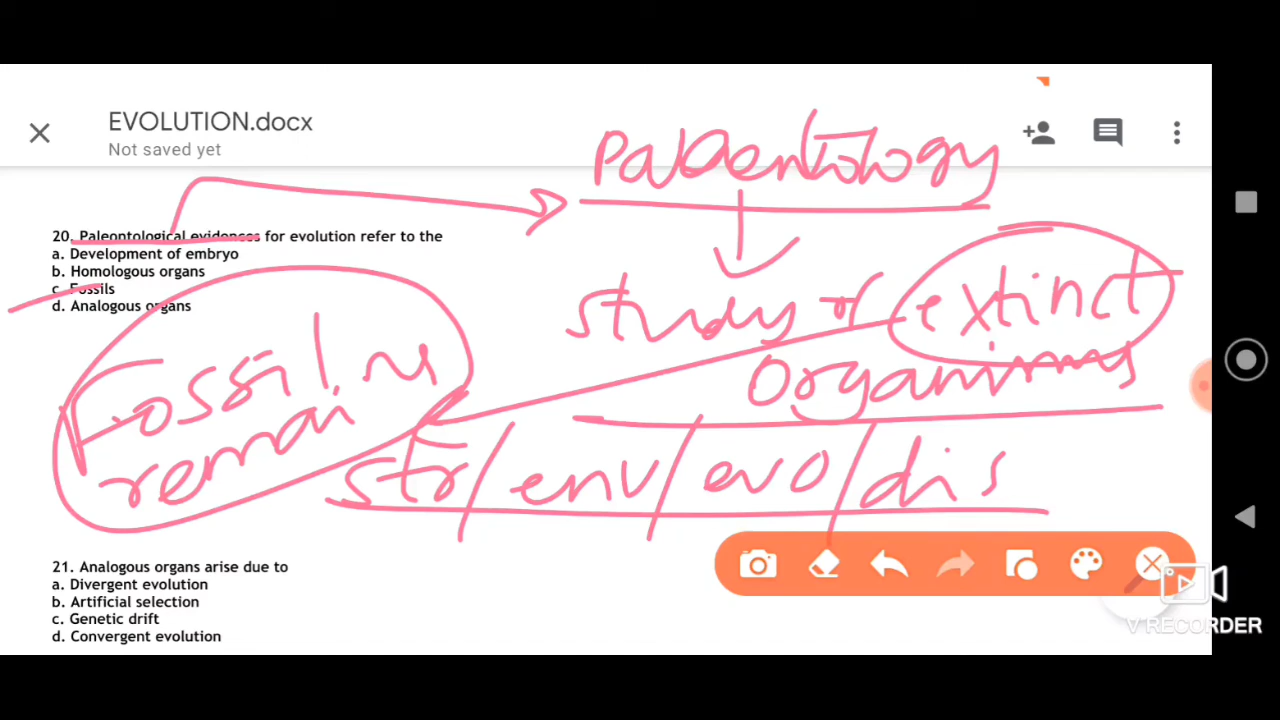 EVOLUTION.docx
Not saved yet
Palaentology
20. Paleontological evidences for evolution refer to the
a. Development of embryo
b. Homologous organs
c. Fossils
d. Analogous organs
study of extinct
organisms
Fossil
remai
str/env/evo/dis
21. Analogous organs arise due to
a. Divergent evolution
b. Artificial selection
c. Genetic drift
d. Convergent evolution
V RECORDER